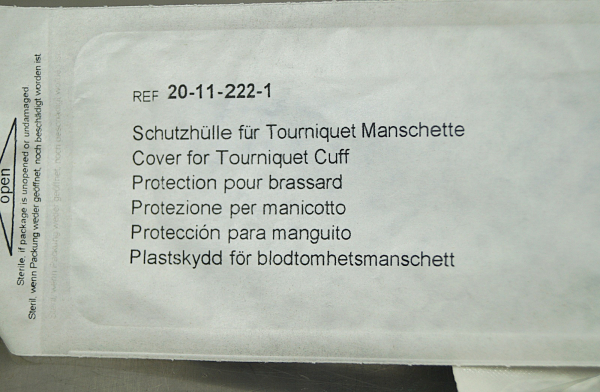 REF 20-11-222-1
Schutzhülle für Tourniquet Manschette
Cover for Tourniquet Cuff
Protection pour brassard
Protezione per manicotto
Protección para manguito
Plastskydd för blodtomhetsmanschett
open
Sterile, if package is unopened or undamaged
Steril, wenn Packung weder geöffnet, noch beschädigt worden ist